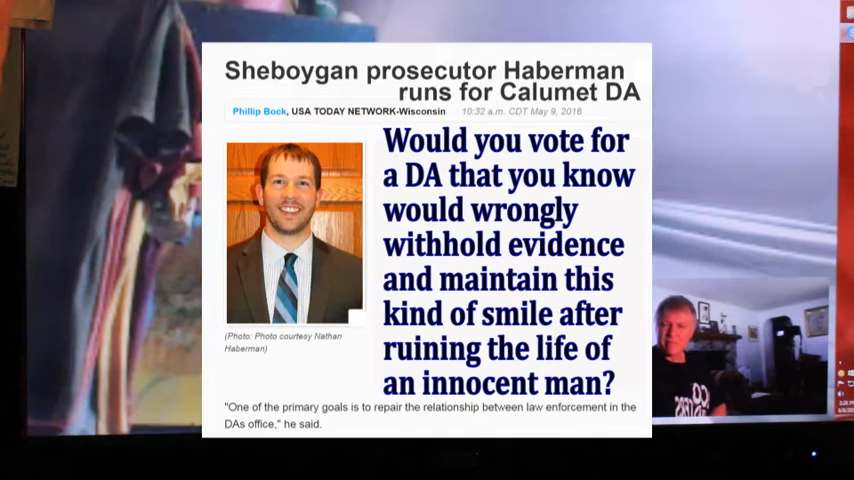 Sheboygan prosecutor Haberman
runs for Calumet DA
Phillip Bock, USA TODAY NETWORK-Wisconsin 10:32 a.m. CDT May 9, 2016
Would you vote for
a DA that you know
would wrongly
withhold evidence
and maintain this
kind of smile after
ruining the life of
an innocent man?
(Photo: Photo courtesy Nathan
Haberman)
"One of the primary goals is to repair the relationship between law enforcement in the
DAs office," he said.